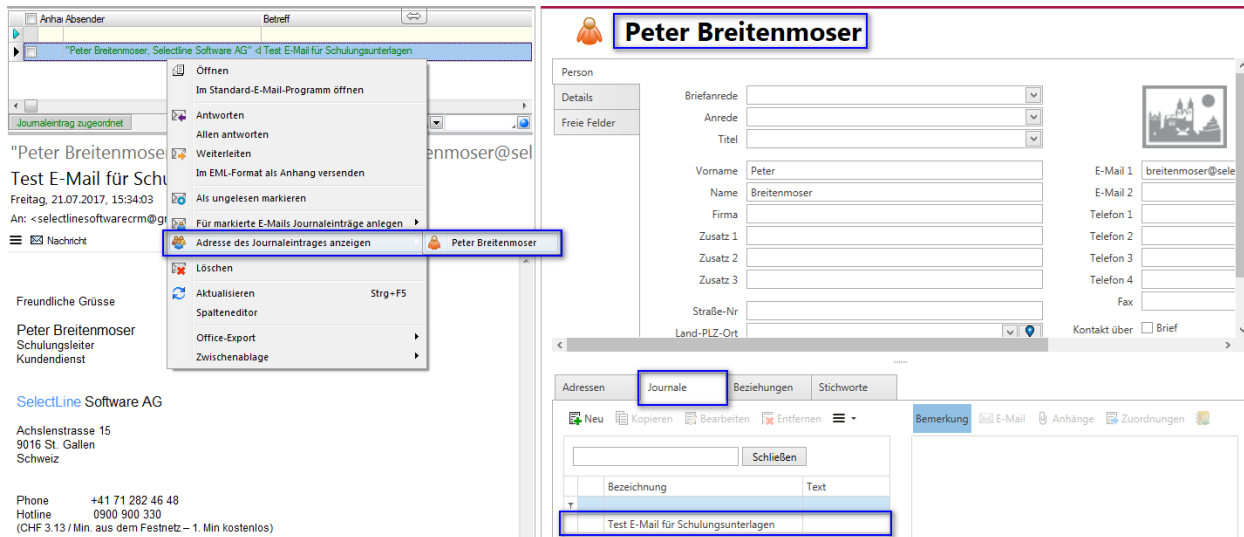 Anhai Absender Betreff
"Peter Breitenmoser, Selectline Software AG" < Test E-Mail für Schulungsunterlagen
Journaleintrag zugeordnet
"Peter Breitenmose enmoser@sel
Test E-Mail für Schu
Freitag, 21.07.2017, 15:34:03
An: <selectlinesoftwarecrm@g
Nachricht
Öffnen
Im Standard-E-Mail-Programm öffnen
Antworten
Allen antworten
Weiterleiten
Im EML-Format als Anhang versenden
Als ungelesen markieren
Für markierte E-Mails Journaleinträge anlegen
Adresse des Journaleintrages anzeigen
Peter Breitenmoser
Löschen
Aktualisieren Strg+F5
Spalteneditor
Office-Export
Zwischenablage
Freundliche Grüsse
Peter Breitenmoser
Schulungsleiter
Kundendienst
SelectLine Software AG
Achslenstrasse 15
9016 St. Gallen
Schweiz
Phone +41 71 282 46 48
Hotline 0900 900 330
(CHF 3.13 / Min. aus dem Festnetz – 1. Min kostenlos)
Peter Breitenmoser
Person
Details
Freie Felder
Briefanrede
Anrede
Titel
Vorname Peter
Name Breitenmoser
Firma
Zusatz 1
Zusatz 2
Zusatz 3
Straße-Nr
Land-PLZ-Ort
E-Mail 1 breitenmoser@sele
E-Mail 2
Telefon 1
Telefon 2
Telefon 3
Telefon 4
Fax
Kontakt über Brief
Adressen Journale Beziehungen Stichworte
Neu Kopieren Bearbeiten Entfernen
Bemerkung E-Mail Anhänge Zuordnungen
Schließen
Bezeichnung Text
Test E-Mail für Schulungsunterlagen